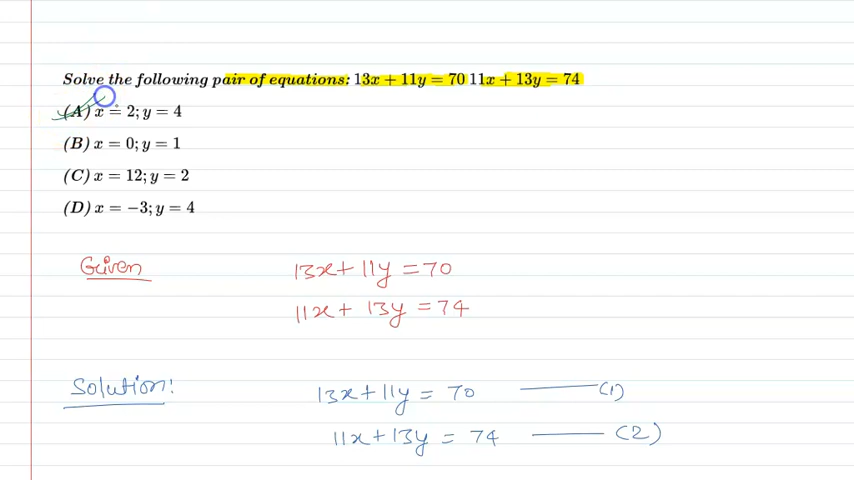 Solve the following pair of equations: 13x + 11y = 70 11x + 13y = 74
(A) x = 2; y = 4
(B) x = 0; y = 1
(C) x = 12; y = 2
(D) x = −3; y = 4
Given 13x + 11y = 70
11x + 13y = 74
Solution: 13x + 11y = 70 ——— (1)
11x + 13y = 74 ——— (2)